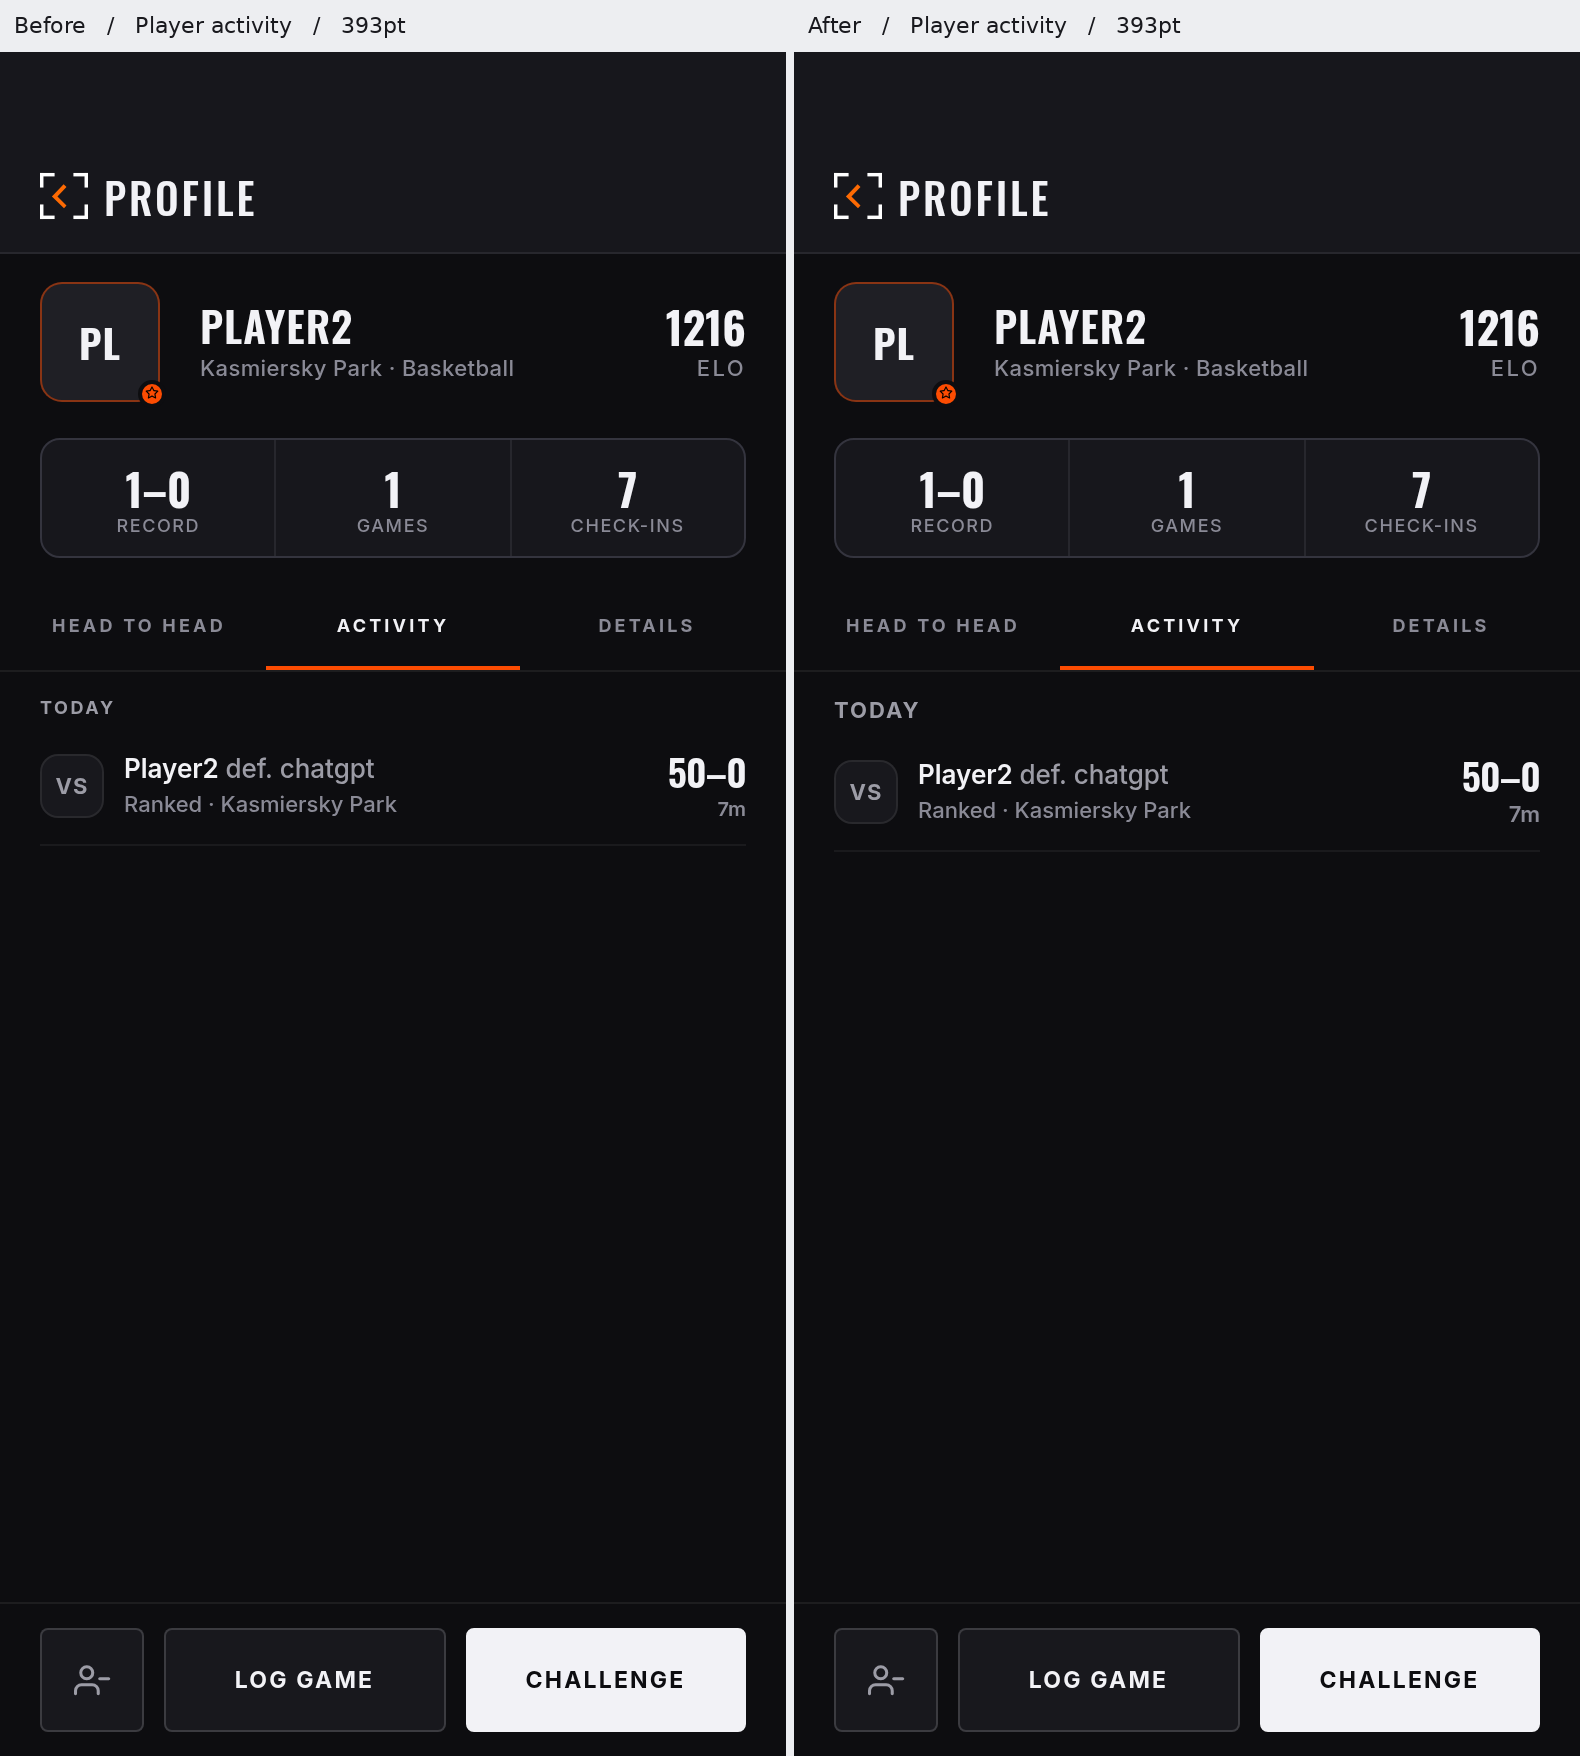 Before / Player activity / 393pt
PROFILE
PL
PLAYER2
Kasmiersky Park · Basketball
1216
ELO
1–0
RECORD
1
GAMES
7
CHECK-INS
HEAD TO HEAD
ACTIVITY
DETAILS
TODAY
VS
Player2 def. chatgpt
Ranked · Kasmiersky Park
50–0
7m
LOG GAME
CHALLENGE
After / Player activity / 393pt
PROFILE
PL
PLAYER2
Kasmiersky Park · Basketball
1216
ELO
1–0
RECORD
1
GAMES
7
CHECK-INS
HEAD TO HEAD
ACTIVITY
DETAILS
TODAY
VS
Player2 def. chatgpt
Ranked · Kasmiersky Park
50–0
7m
LOG GAME
CHALLENGE